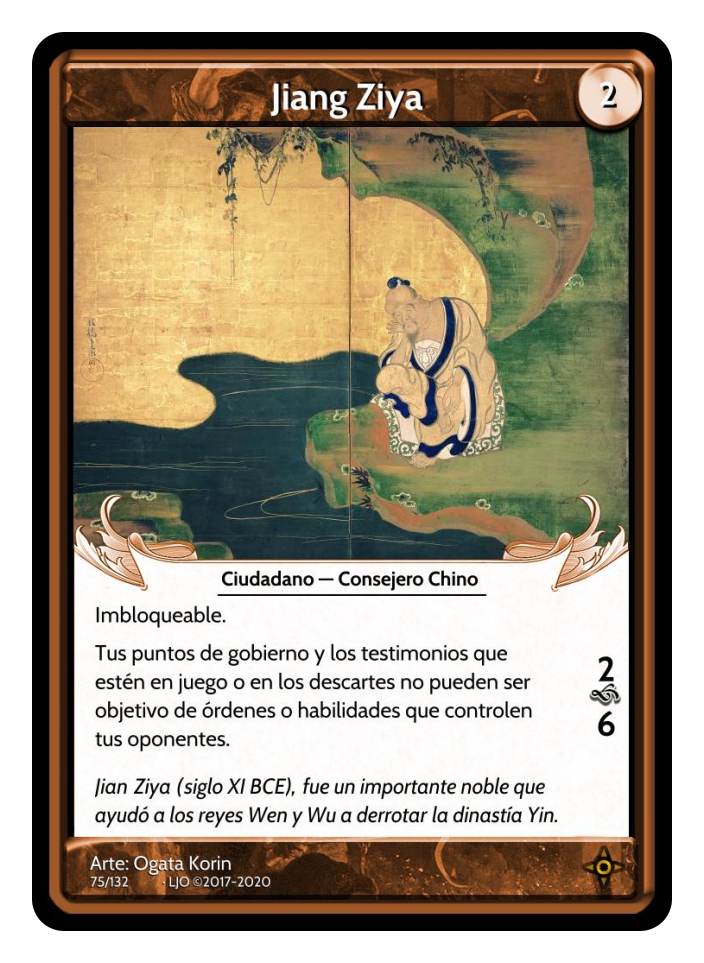 Jiang Ziya
2
Ciudadano — Consejero Chino
Imbloqueable.
Tus puntos de gobierno y los testimonios que
estén en juego o en los descartes no pueden ser
objetivo de órdenes o habilidades que controlen
tus oponentes.
2
6
Jian Ziya (siglo XI BCE), fue un importante noble que
ayudó a los reyes Wen y Wu a derrotar la dinastía Yin.
Arte: Ogata Korin
75/132 · LJO ©2017-2020